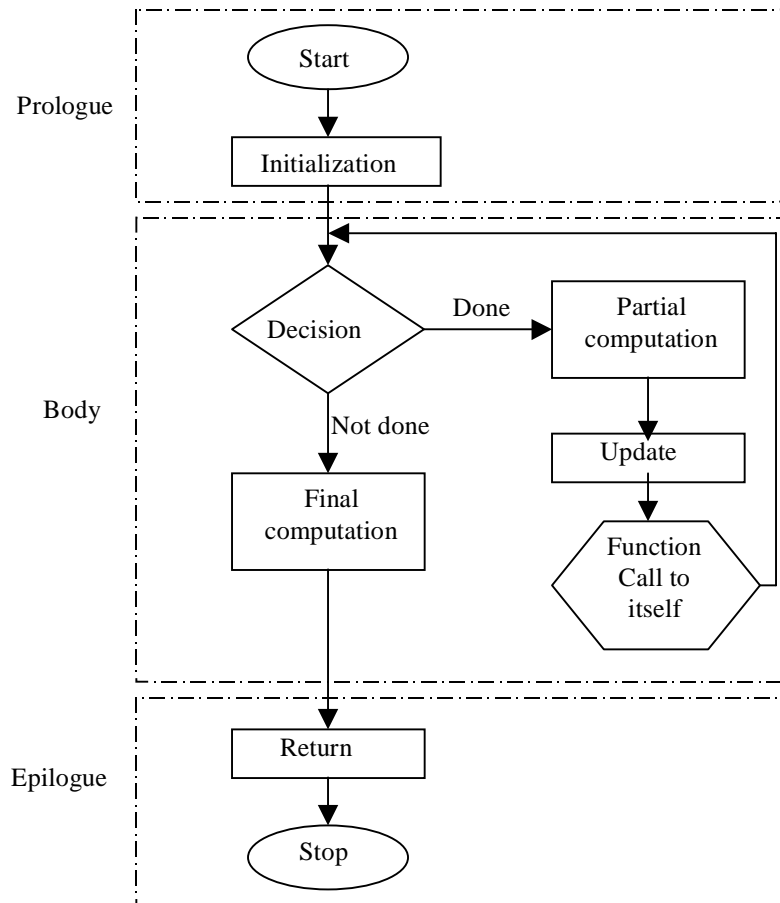 Start
Prologue
Initialization
Decision
Done
Partial
computation
Body
Not done
Update
Final
computation
Function
Call to
itself
Return
Epilogue
Stop